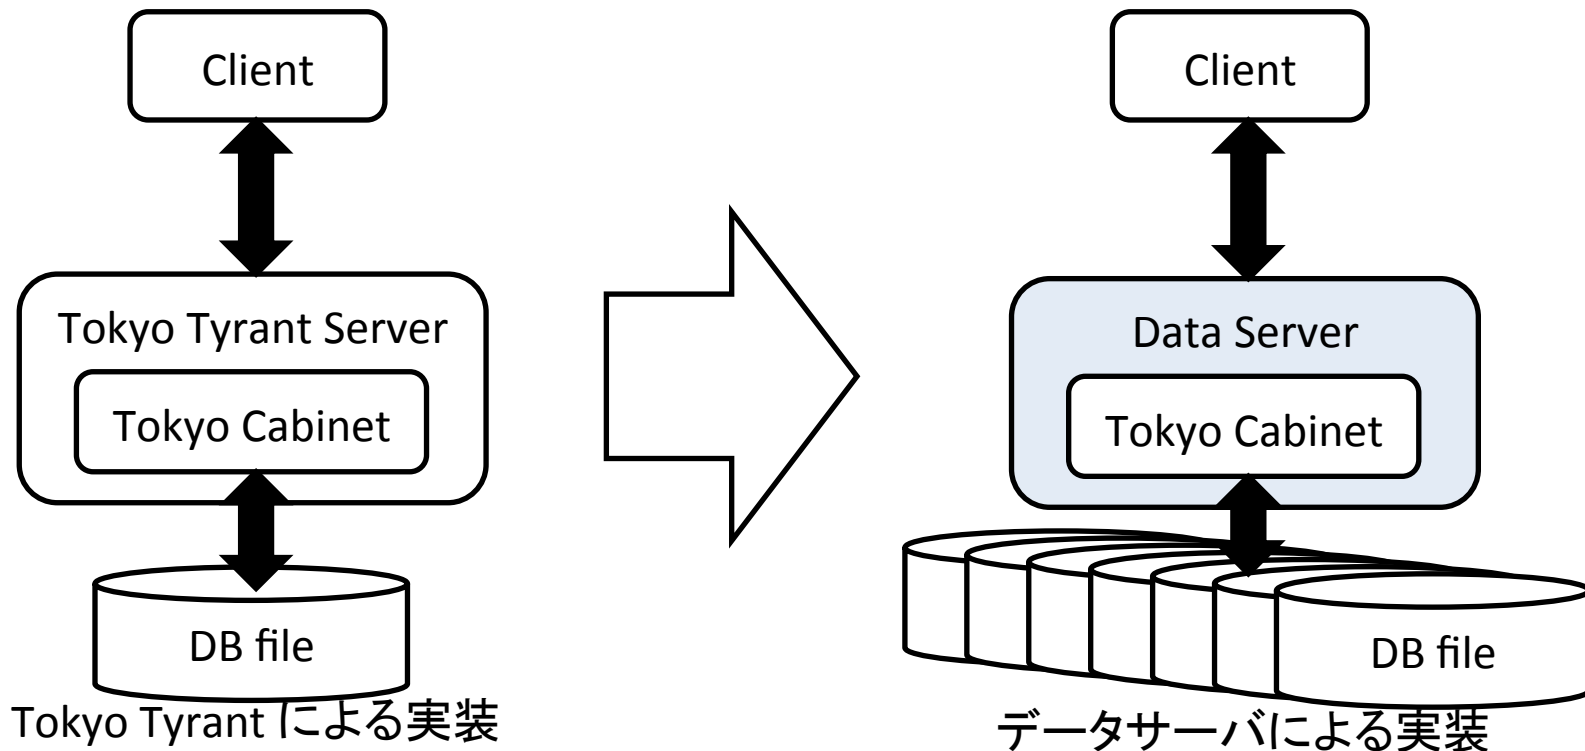 Client
Tokyo Tyrant Server
Tokyo Cabinet
DB file
Tokyo Tyrant による実装
Client
Data Server
Tokyo Cabinet
DB file
データサーバによる実装